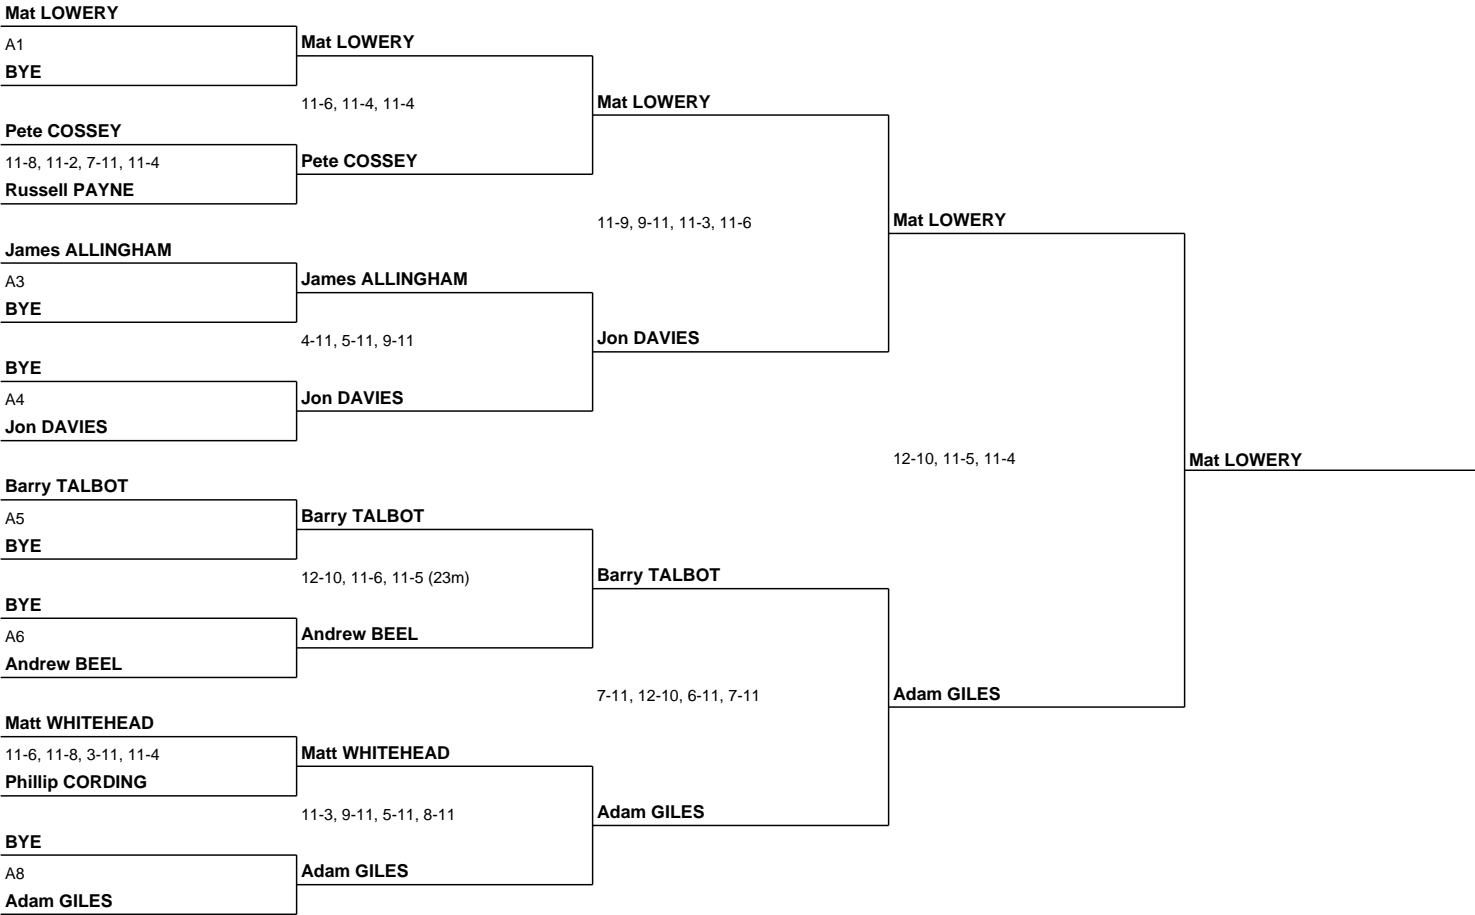 Mat LOWERY
A1
BYE
Pete COSSEY
11-8, 11-2, 7-11, 11-4
Russell PAYNE
James ALLINGHAM
A3
BYE
BYE
A4
Jon DAVIES
Barry TALBOT
A5
BYE
BYE
A6
Andrew BEEL
Matt WHITEHEAD
11-6, 11-8, 3-11, 11-4
Phillip CORDING
BYE
A8
Adam GILES
Mat LOWERY
11-6, 11-4, 11-4
Pete COSSEY
James ALLINGHAM
4-11, 5-11, 9-11
Jon DAVIES
Barry TALBOT
12-10, 11-6, 11-5 (23m)
Andrew BEEL
Matt WHITEHEAD
11-3, 9-11, 5-11, 8-11
Adam GILES
Mat LOWERY
11-9, 9-11, 11-3, 11-6
Jon DAVIES
Barry TALBOT
7-11, 12-10, 6-11, 7-11
Adam GILES
Mat LOWERY
12-10, 11-5, 11-4
Adam GILES
Mat LOWERY